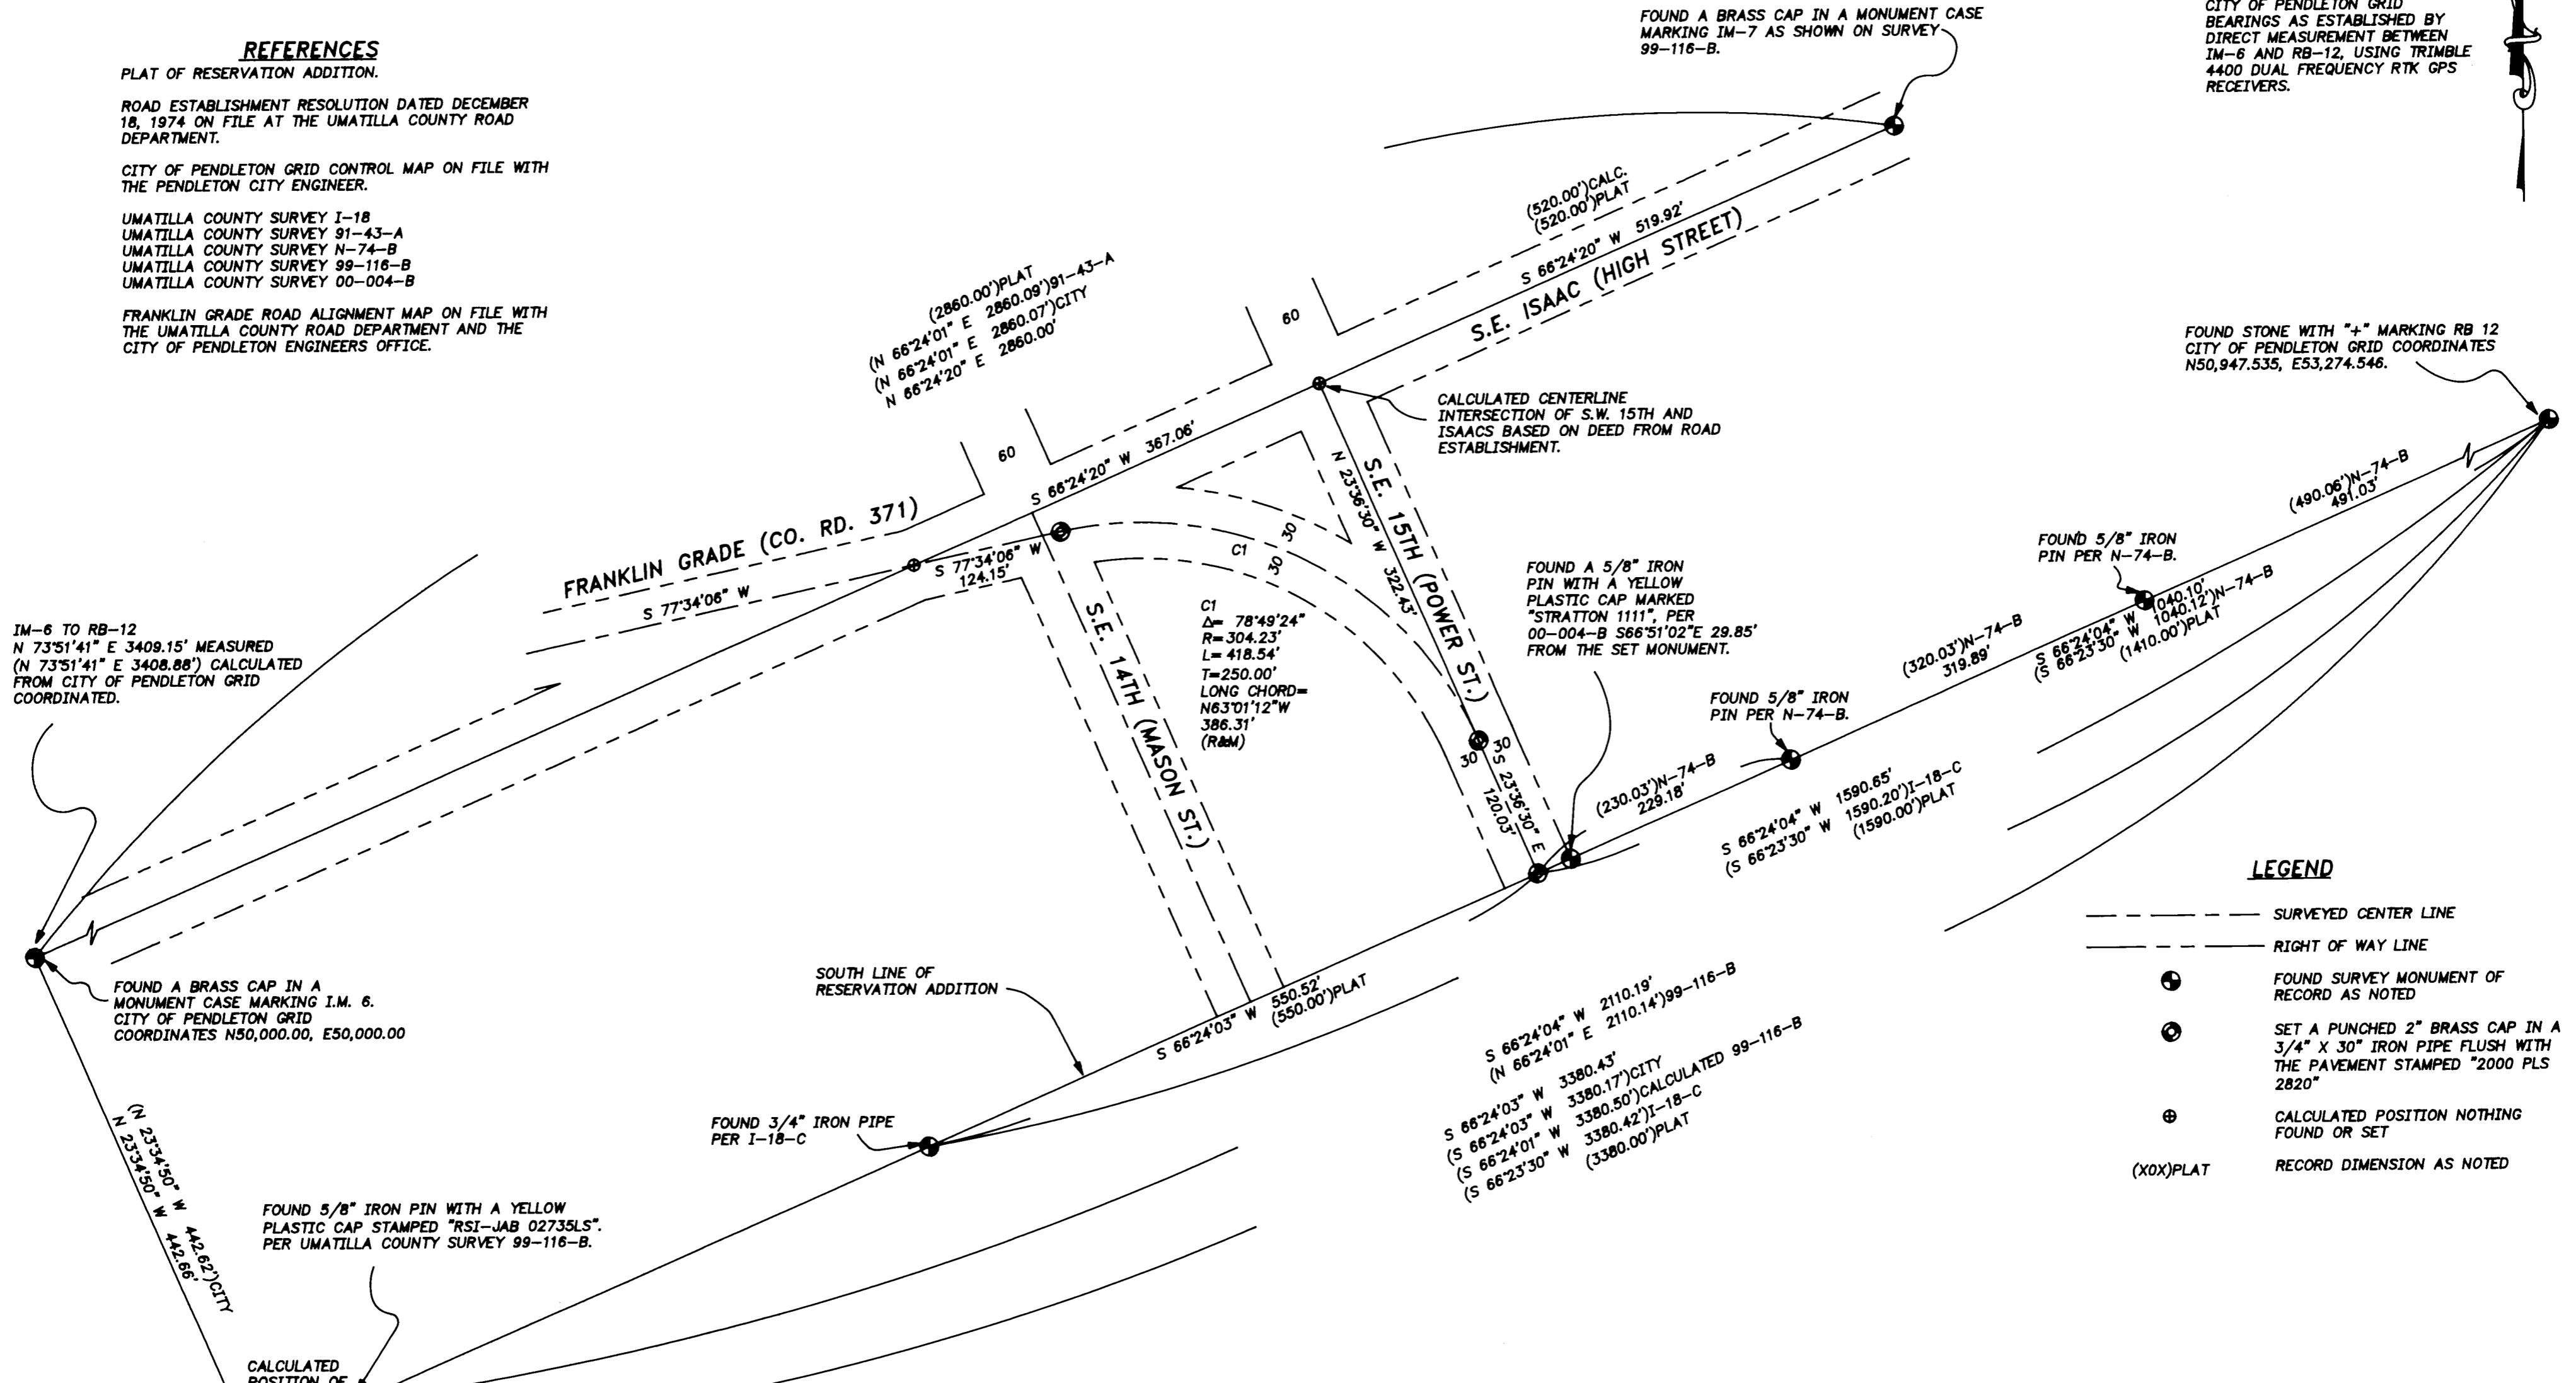 REFERENCES
PLAT OF RESERVATION ADDITION.
ROAD ESTABLISHMENT RESOLUTION DATED DECEMBER
18, 1974 ON FILE AT THE UMATILLA COUNTY ROAD
DEPARTMENT.
CITY OF PENDLETON GRID CONTROL MAP ON FILE WITH
THE PENDLETON CITY ENGINEER.
UMATILLA COUNTY SURVEY I-18
UMATILLA COUNTY SURVEY 91-43-A
UMATILLA COUNTY SURVEY N-74-B
UMATILLA COUNTY SURVEY 99-116-B
UMATILLA COUNTY SURVEY 00-004-B
FRANKLIN GRADE ROAD ALIGNMENT MAP ON FILE WITH
THE UMATILLA COUNTY ROAD DEPARTMENT AND THE
CITY OF PENDLETON ENGINEERS OFFICE.
FOUND A BRASS CAP IN A MONUMENT CASE
MARKING IM-7 AS SHOWN ON SURVEY
99-116-B.
CITY OF PENDLETON GRID
BEARINGS AS ESTABLISHED BY
DIRECT MEASUREMENT BETWEEN
IM-6 AND RB-12, USING TRIMBLE
4400 DUAL FREQUENCY RTK GPS
RECEIVERS.
(520.00')CALC.
(520.00')PLAT
S 66°24'20" W 519.92'
S.E. ISAAC (HIGH STREET)
(2860.00')PLAT
(N 66°24'01" E 2860.09')91-43-A
(N 66°24'01" E 2860.07')CITY
N 66°24'20" E 2860.00'
60
60
S 66°24'20" W 367.06'
FOUND STONE WITH "+" MARKING RB 12
CITY OF PENDLETON GRID COORDINATES
N50,947.535, E53,274.546.
CALCULATED CENTERLINE
INTERSECTION OF S.W. 15TH AND
ISAACS BASED ON DEED FROM ROAD
ESTABLISHMENT.
FRANKLIN GRADE (CO. RD. 371)
S 77°34'06" W
S 77°34'06" W
124.15'
N 23°36'30" W 322.43'
S.E. 15TH (POWER ST.)
C1
30
30
C1
Δ= 78°49'24"
R=304.23'
L=418.54'
T=250.00'
LONG CHORD=
N63°01'12"W
386.31'
(R&M)
S.E. 14TH (MASON ST.)
FOUND A 5/8" IRON
PIN WITH A YELLOW
PLASTIC CAP MARKED
"STRATTON 1111", PER
00-004-B S66°51'02"E 29.85'
FROM THE SET MONUMENT.
30
30
S 23°36'30" E
120.03'
(490.06')N-74-B
491.03'
FOUND 5/8" IRON
PIN PER N-74-B.
S 66°24'04" W 1040.10'
(S 66°23'30" W 1040.12')N-74-B
(1410.00')PLAT
(320.03')N-74-B
319.89'
FOUND 5/8" IRON
PIN PER N-74-B.
(230.03')N-74-B
229.18'
S 66°24'04" W 1590.65'
(S 66°23'30" W 1590.20')I-18-C
(1590.00')PLAT
IM-6 TO RB-12
N 73°51'41" E 3409.15' MEASURED
(N 73°51'41" E 3408.88') CALCULATED
FROM CITY OF PENDLETON GRID
COORDINATED.
FOUND A BRASS CAP IN A
MONUMENT CASE MARKING I.M. 6.
CITY OF PENDLETON GRID
COORDINATES N50,000.00, E50,000.00
SOUTH LINE OF
RESERVATION ADDITION
S 66°24'03" W 550.52'
(550.00')PLAT
S 66°24'04" W 2110.19'
(N 66°24'01" E 2110.14')99-116-B
S 66°24'03" W 3380.43'
(S 66°24'03" W 3380.17')CITY
(S 66°24'01" W 3380.50')CALCULATED 99-116-B
(S 66°23'30" W 3380.42')I-18-C
(3380.00')PLAT
FOUND 3/4" IRON PIPE
PER I-18-C
(N 23°34'50" W 442.62')CITY
N 23°34'50" W 442.66'
FOUND 5/8" IRON PIN WITH A YELLOW
PLASTIC CAP STAMPED "RSI-JAB 02735LS".
PER UMATILLA COUNTY SURVEY 99-116-B.
CALCULATED
POSITION OF
LEGEND
SURVEYED CENTER LINE
RIGHT OF WAY LINE
FOUND SURVEY MONUMENT OF
RECORD AS NOTED
SET A PUNCHED 2" BRASS CAP IN A
3/4" X 30" IRON PIPE FLUSH WITH
THE PAVEMENT STAMPED "2000 PLS
2820"
CALCULATED POSITION NOTHING
FOUND OR SET
(X0X)PLAT RECORD DIMENSION AS NOTED